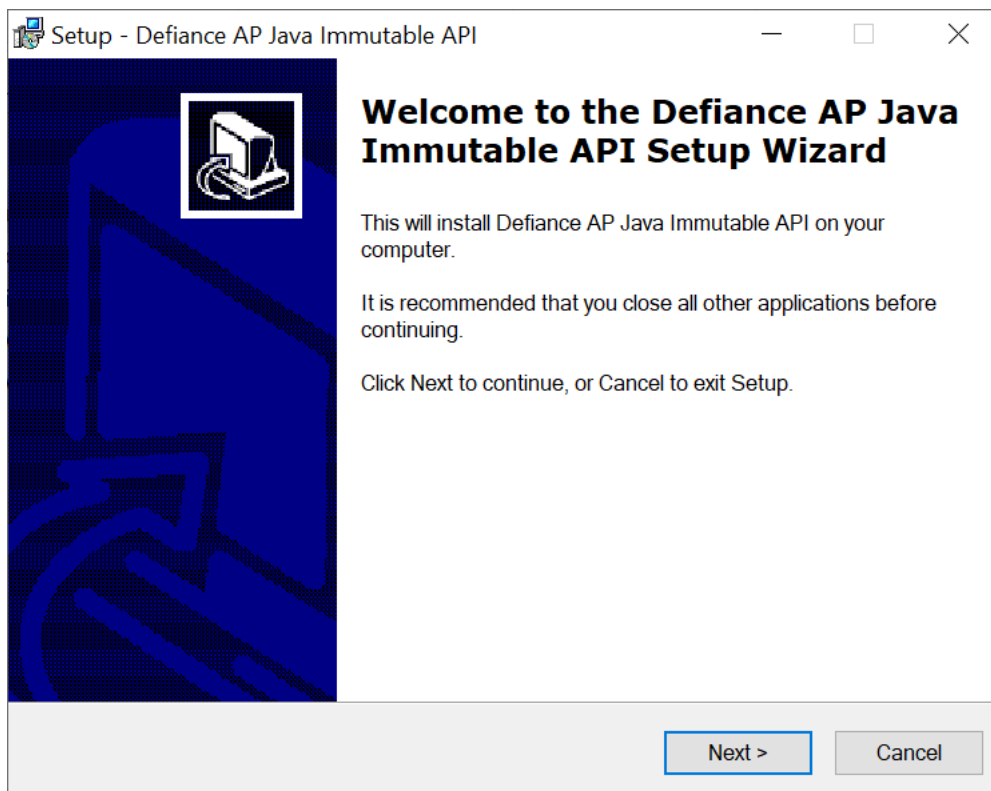 Setup - Defiance AP Java Immutable API
Welcome to the Defiance AP Java
Immutable API Setup Wizard
This will install Defiance AP Java Immutable API on your
computer.
It is recommended that you close all other applications before
continuing.
Click Next to continue, or Cancel to exit Setup.
Next >
Cancel